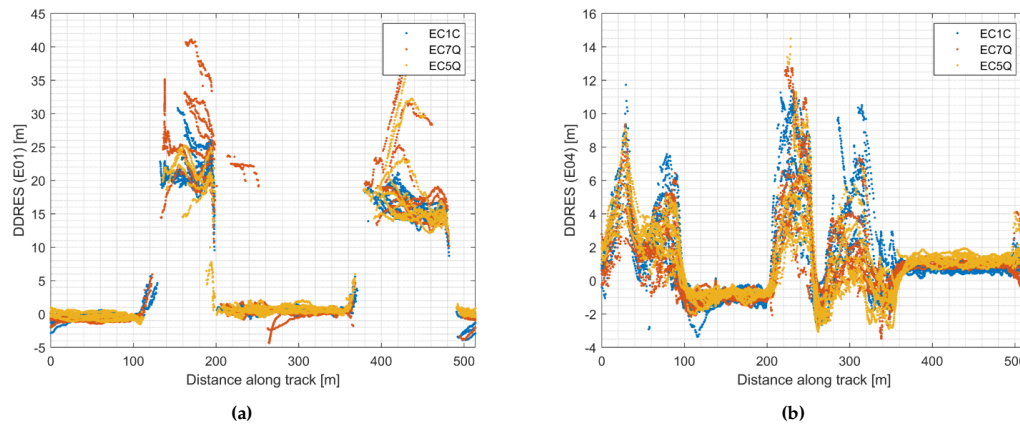 45
40
35
30
25
20
15
10
5
0
-5
DDRES (E01) [m]
EC1C
EC7Q
EC5Q
0 100 200 300 400 500
Distance along track [m]
(a)
16
14
12
10
8
6
4
2
0
-2
-4
DDRES (E04) [m]
EC1C
EC7Q
EC5Q
0 100 200 300 400 500
Distance along track [m]
(b)